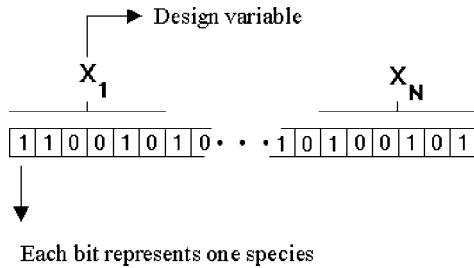 Design variable
X1 XN
1 1 0 0 1 0 1 0 · · · 1 0 1 0 0 1 0 1
Each bit represents one species